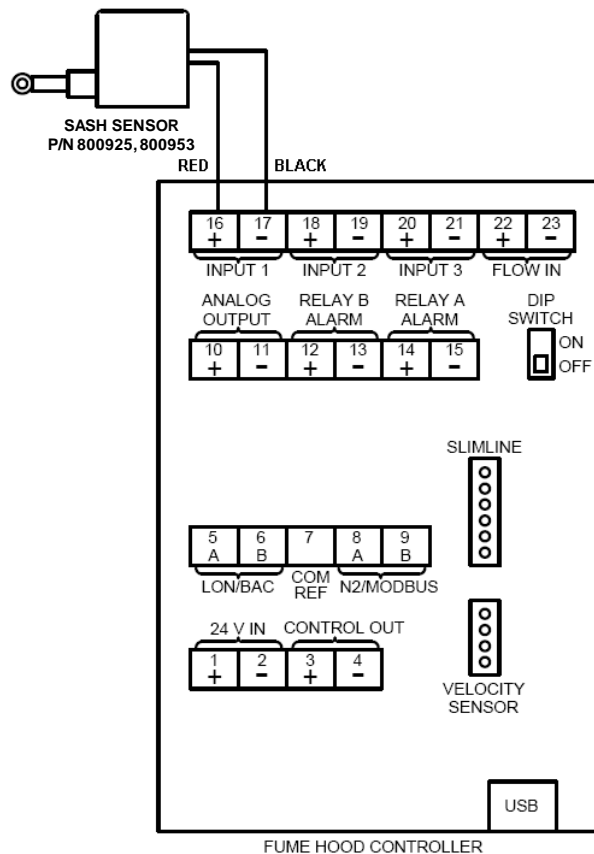 SASH SENSOR
P/N 800925, 800953
RED BLACK
16 17 18 19 20 21 22 23
+ - + - + - + -
INPUT 1 INPUT 2 INPUT 3 FLOW IN
ANALOG OUTPUT
RELAY B ALARM
RELAY A ALARM
DIP SWITCH
ON
OFF
10 11 12 13 14 15
+ - + - + -
SLIMLINE
5 6 7 8 9
A B A B
LON/BAC
COM REF
N2/MODBUS
24 V IN CONTROL OUT
1 2 3 4
+ - + -
VELOCITY SENSOR
USB
FUME HOOD CONTROLLER